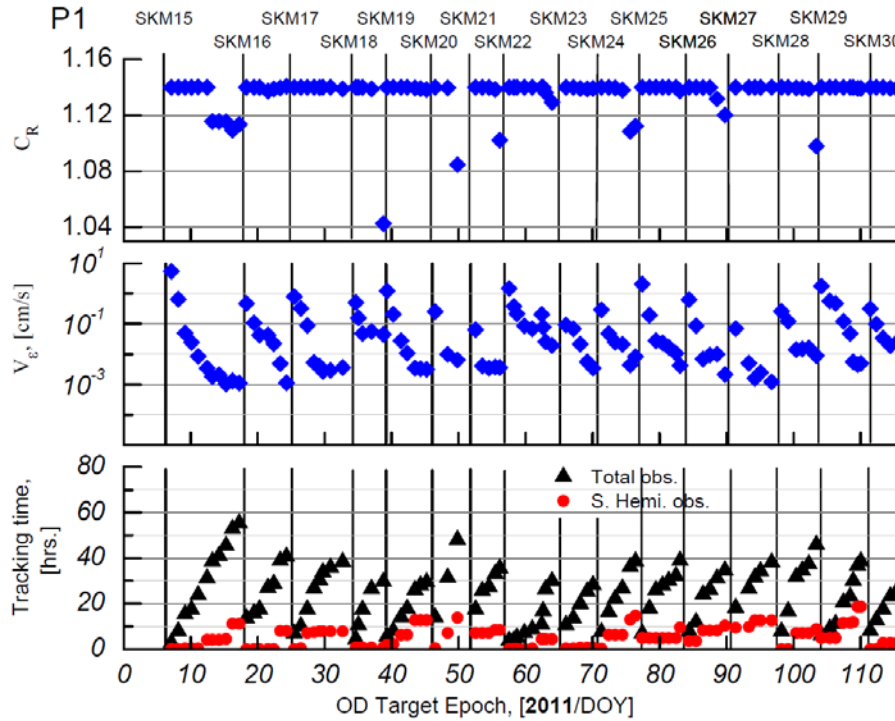 P1
SKM15 SKM17 SKM19 SKM21 SKM23 SKM25 SKM27 SKM29
SKM16 SKM18 SKM20 SKM22 SKM24 SKM26 SKM28 SKM30
1.16
1.12
1.08
1.04
C_R
10^1
10^-1
10^-3
V_ε, [cm/s]
80
60
40
20
0
Tracking time,
[hrs.]
Total obs.
S. Hemi. obs.
0 10 20 30 40 50 60 70 80 90 100 110
OD Target Epoch, [2011/DOY]